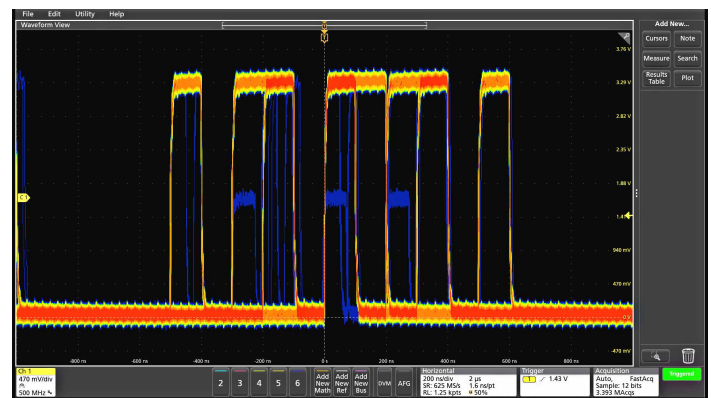 File Edit Utility Help
Waveform View
Add New...
Cursors Note
Measure Search
Results Table Plot
3.76 V
3.29 V
2.82 V
2.35 V
1.88 V
1.41
940 mV
470 mV
0 V
-470 mV
C1
-800 ns -600 ns -400 ns -200 ns 0 s 200 ns 400 ns 600 ns 800 ns
Ch 1
470 mV/div
500 MHz
2 3 4 5 6
Add New Math
Add New Ref
Add New Bus
DVM AFG
Horizontal
200 ns/div 2 µs
SR: 625 MS/s 1.6 ns/pt
RL: 1.25 kpts 50%
Trigger
1 1.43 V
Acquisition
Auto, FastAcq
Sample: 12 bits
3.393 MAcqs
Triggered